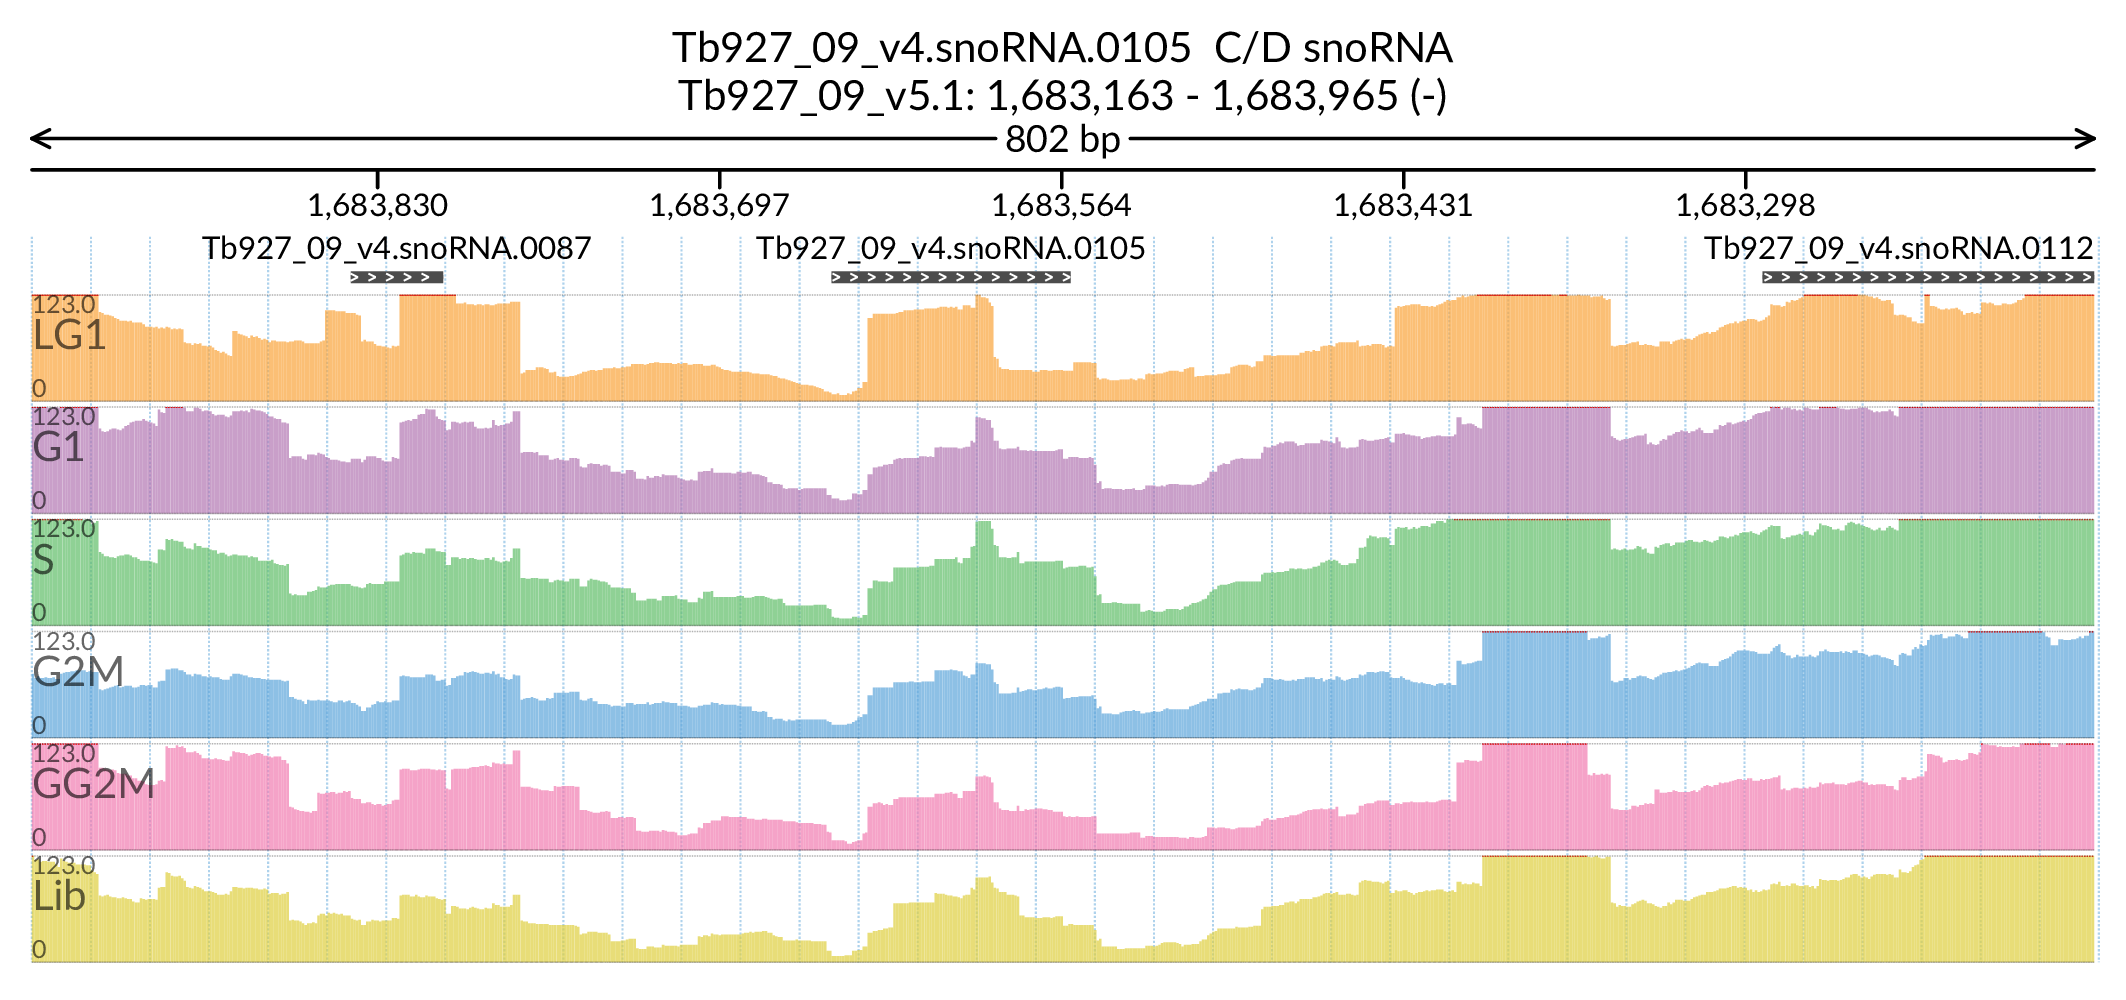 Tb927_09_v4.snoRNA.0105 C/D snoRNA
Tb927_09_v5.1: 1,683,163 - 1,683,965 (-)
802 bp
1,683,830 1,683,697 1,683,564 1,683,431 1,683,298
Tb927_09_v4.snoRNA.0087 Tb927_09_v4.snoRNA.0105 Tb927_09_v4.snoRNA.0112
123.0
LG1
0
123.0
G1
0
123.0
S
0
123.0
G2M
0
123.0
GG2M
0
123.0
Lib
0